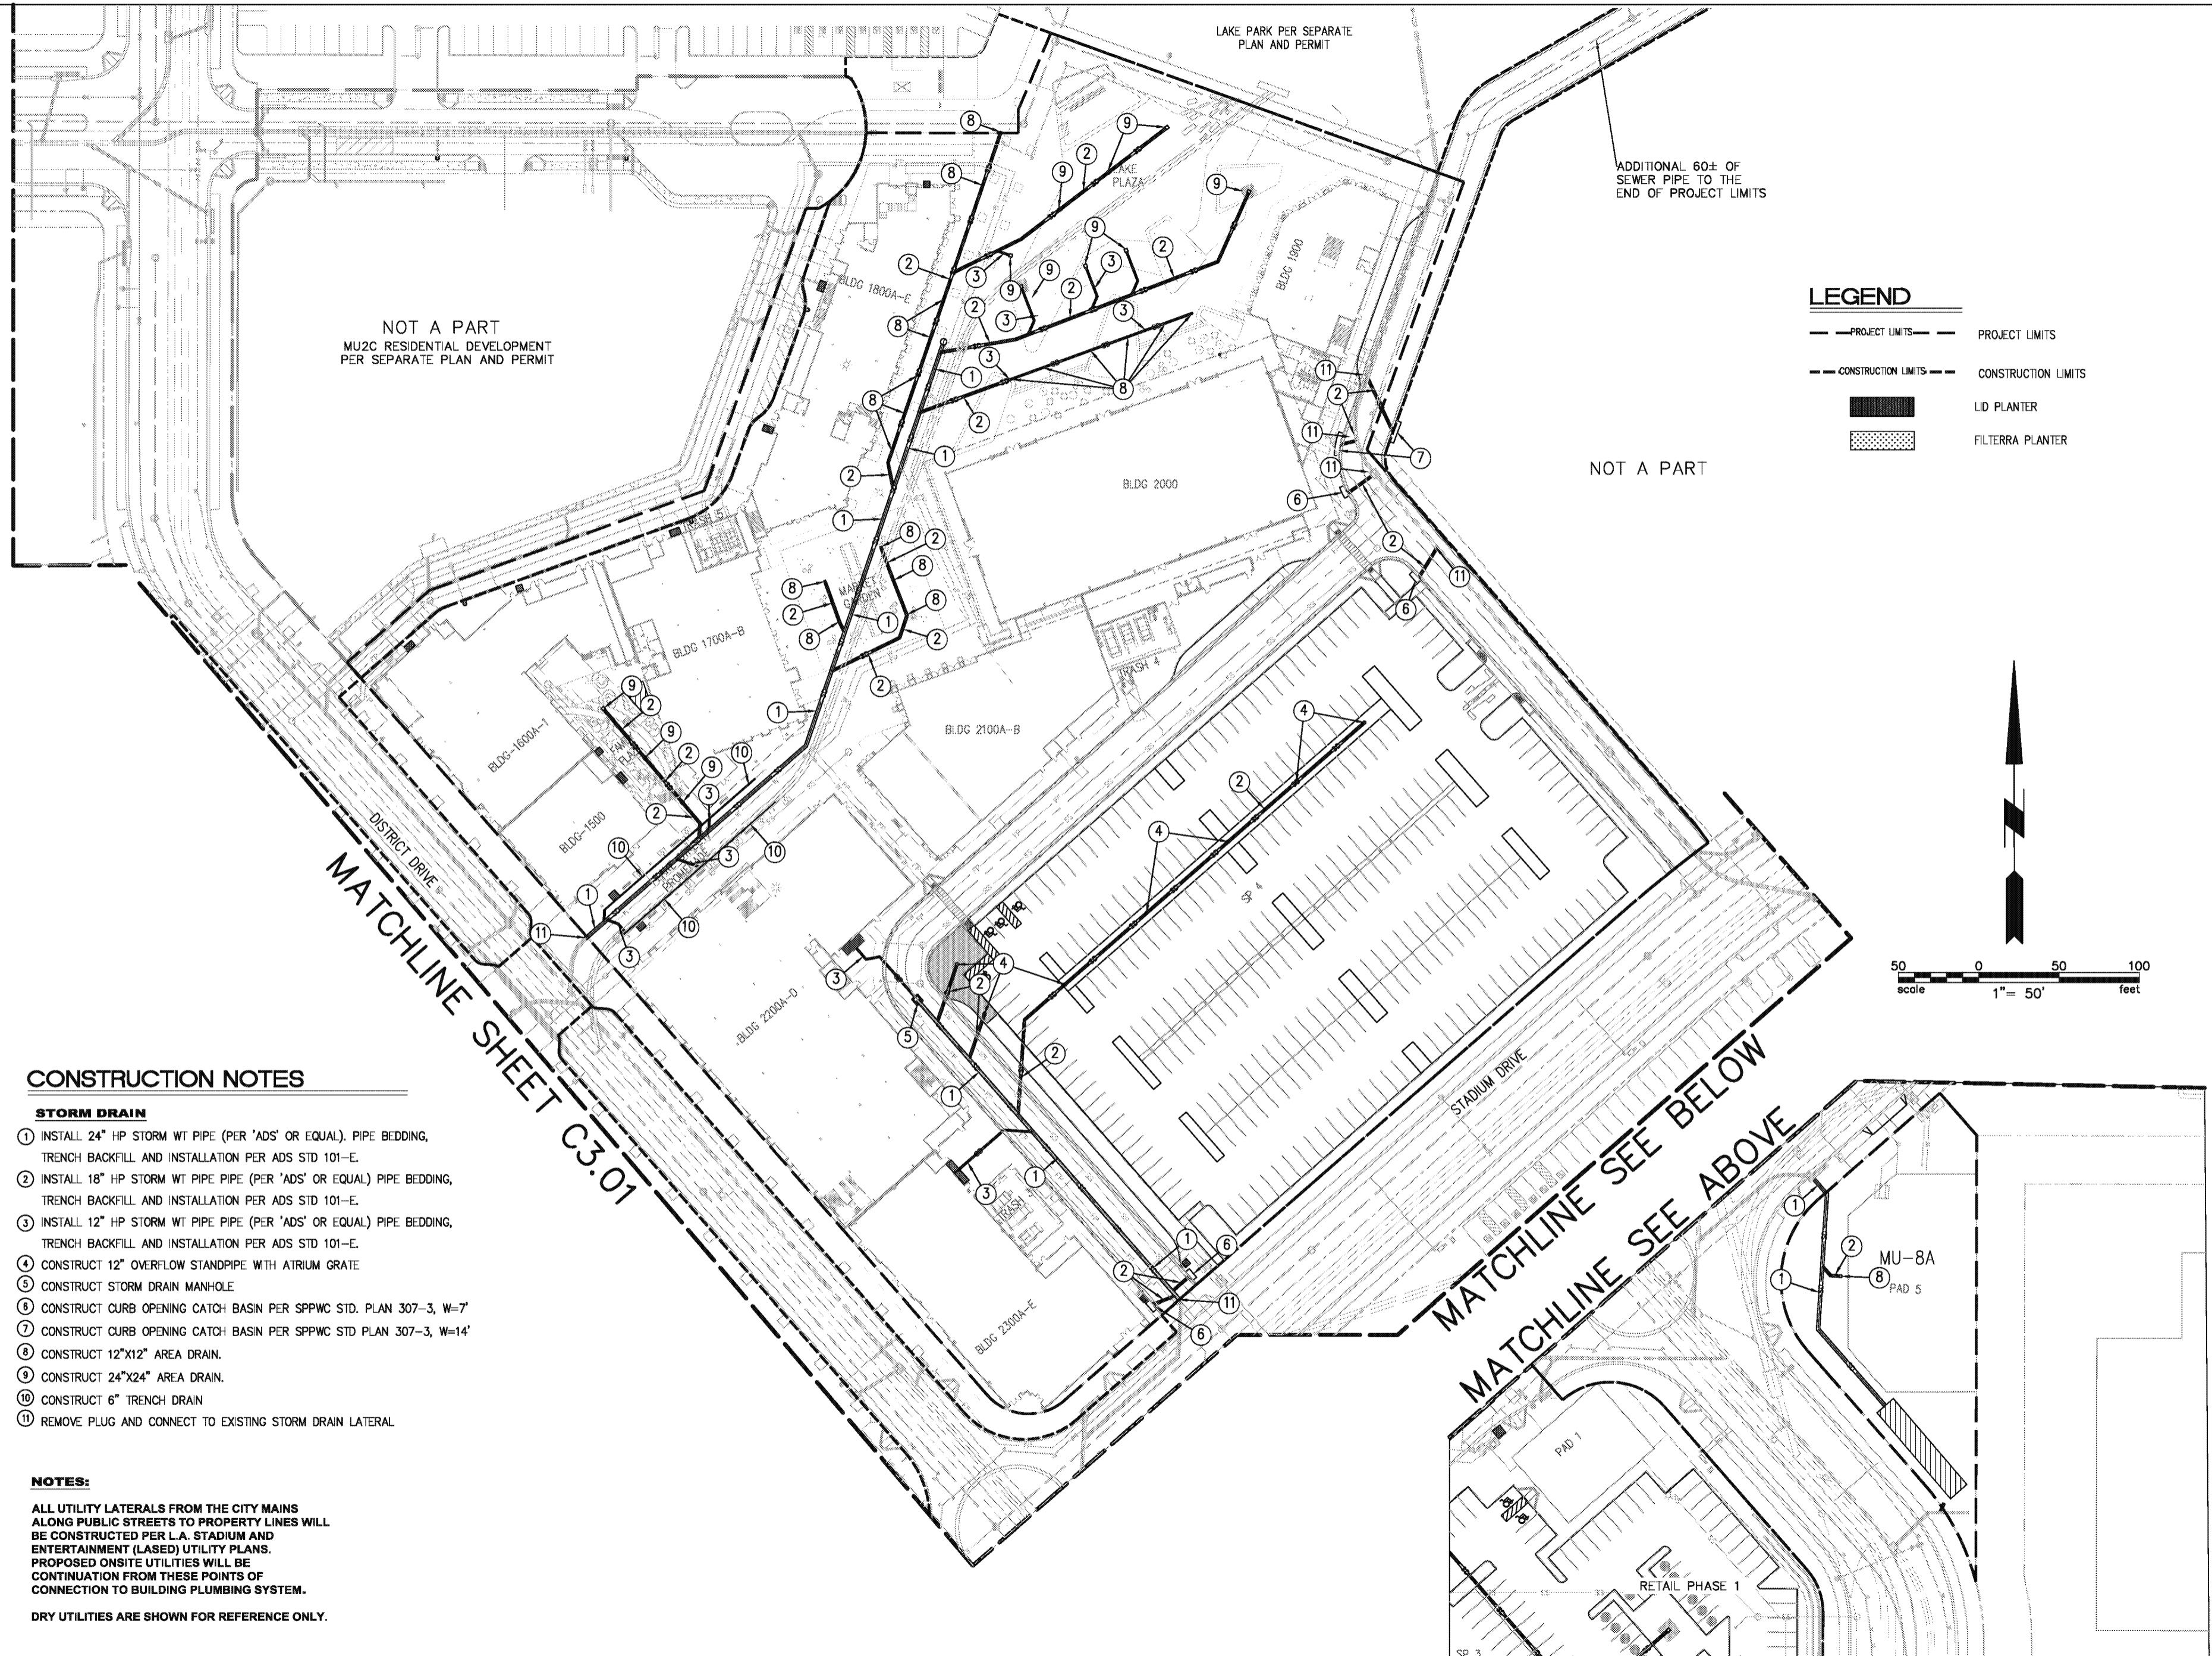 LAKE PARK PER SEPARATE
PLAN AND PERMIT
ADDITIONAL 60± OF
SEWER PIPE TO THE
END OF PROJECT LIMITS
NOT A PART
MU2C RESIDENTIAL DEVELOPMENT
PER SEPARATE PLAN AND PERMIT
LAKE
PLAZA
BLDG 1800A-E
BLDG 1900
LEGEND
PROJECT LIMITS PROJECT LIMITS
CONSTRUCTION LIMITS CONSTRUCTION LIMITS
LID PLANTER
FILTERRA PLANTER
NOT A PART
BLDG 2000
TRASH 5
MARKET
GARDEN
BLDG 1700A-B
TRASH 4
BLDG-1600A-1
BLDG 2100A-B
BLDG-1500
DISTRICT DRIVE
SP 4
50 0 50 100
scale 1"= 50' feet
MATCHLINE SHEET C3.01
BLDG 2200A-D
STADIUM DRIVE
TRASH 3
BLDG 2300A-E
MATCHLINE SEE BELOW
MATCHLINE SEE ABOVE
MU-8A
PAD 5
PAD 1
RETAIL PHASE 1
SP 3
CONSTRUCTION NOTES
STORM DRAIN
1 INSTALL 24" HP STORM WT PIPE (PER 'ADS' OR EQUAL). PIPE BEDDING,
TRENCH BACKFILL AND INSTALLATION PER ADS STD 101-E.
2 INSTALL 18" HP STORM WT PIPE PIPE (PER 'ADS' OR EQUAL) PIPE BEDDING,
TRENCH BACKFILL AND INSTALLATION PER ADS STD 101-E.
3 INSTALL 12" HP STORM WT PIPE PIPE (PER 'ADS' OR EQUAL) PIPE BEDDING,
TRENCH BACKFILL AND INSTALLATION PER ADS STD 101-E.
4 CONSTRUCT 12" OVERFLOW STANDPIPE WITH ATRIUM GRATE
5 CONSTRUCT STORM DRAIN MANHOLE
6 CONSTRUCT CURB OPENING CATCH BASIN PER SPPWC STD. PLAN 307-3, W=7'
7 CONSTRUCT CURB OPENING CATCH BASIN PER SPPWC STD PLAN 307-3, W=14'
8 CONSTRUCT 12"X12" AREA DRAIN.
9 CONSTRUCT 24"X24" AREA DRAIN.
10 CONSTRUCT 6" TRENCH DRAIN
11 REMOVE PLUG AND CONNECT TO EXISTING STORM DRAIN LATERAL
NOTES:
ALL UTILITY LATERALS FROM THE CITY MAINS
ALONG PUBLIC STREETS TO PROPERTY LINES WILL
BE CONSTRUCTED PER L.A. STADIUM AND
ENTERTAINMENT (LASED) UTILITY PLANS.
PROPOSED ONSITE UTILITIES WILL BE
CONTINUATION FROM THESE POINTS OF
CONNECTION TO BUILDING PLUMBING SYSTEM.
DRY UTILITIES ARE SHOWN FOR REFERENCE ONLY.